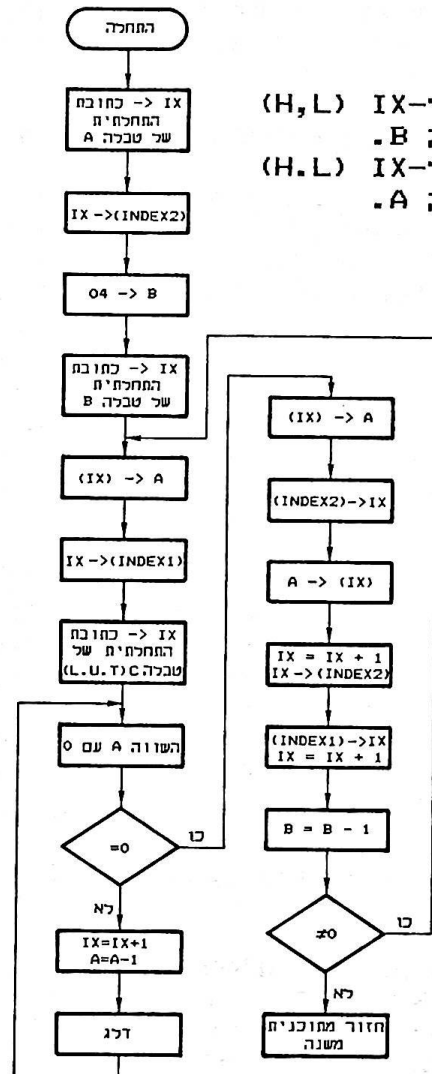 התחלה
IX -> כתובת
התחלתית
של טבלה A
IX->(INDEX2)
04 -> B
IX -> כתובת
התחלתית
של טבלה B
(IX) -> A
IX->(INDEX1)
IX -> כתובת
התחלתית של
טבלה C(L.U.T)
השווה A עם 0
=0
כן
לא
IX=IX+1
A=A-1
דלג
(H,L) IX-
.B
(H.L) IX-
.A
(IX) -> A
(INDEX2)->IX
A -> (IX)
IX = IX + 1
IX->(INDEX2)
(INDEX1)->IX
IX = IX + 1
B = B - 1
≠0
כן
לא
חזור מתוכנית
משנה